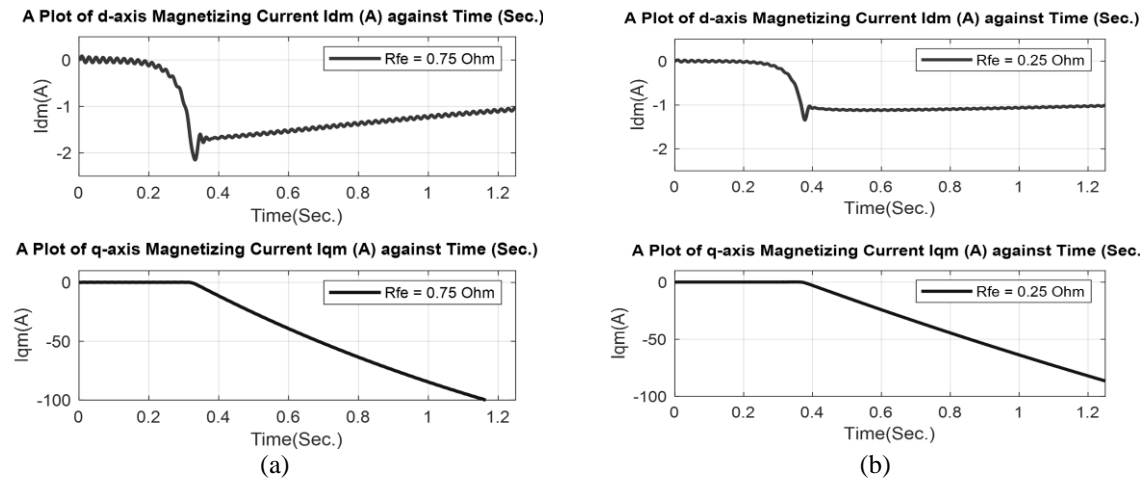 A Plot of d-axis Magnetizing Current Idm (A) against Time (Sec.)
Rfe = 0.75 Ohm
0
-1
-2
Idm(A)
0 0.2 0.4 0.6 0.8 1 1.2
Time(Sec.)
A Plot of q-axis Magnetizing Current Iqm (A) against Time (Sec.)
Rfe = 0.75 Ohm
0
-50
-100
Iqm(A)
0 0.2 0.4 0.6 0.8 1 1.2
Time(Sec.)
(a)
A Plot of d-axis Magnetizing Current Idm (A) against Time (Sec.)
Rfe = 0.25 Ohm
0
-1
-2
Idm(A)
0 0.2 0.4 0.6 0.8 1 1.2
Time(Sec.)
A Plot of q-axis Magnetizing Current Iqm (A) against Time (Sec.
Rfe = 0.25 Ohm
0
-50
-100
Iqm(A)
0 0.2 0.4 0.6 0.8 1 1.2
Time(Sec.)
(b)